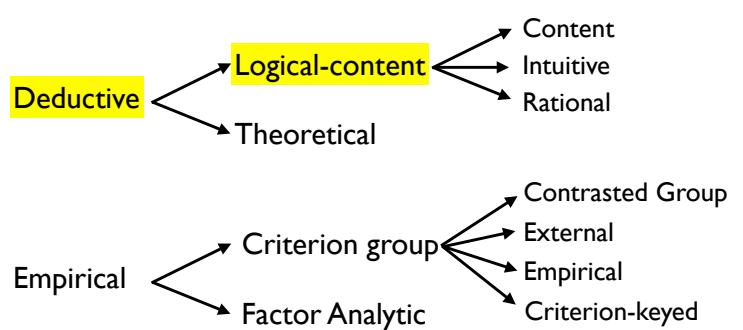 Deductive
Logical-content
Content
Intuitive
Rational
Theoretical
Empirical
Criterion group
Contrasted Group
External
Empirical
Criterion-keyed
Factor Analytic